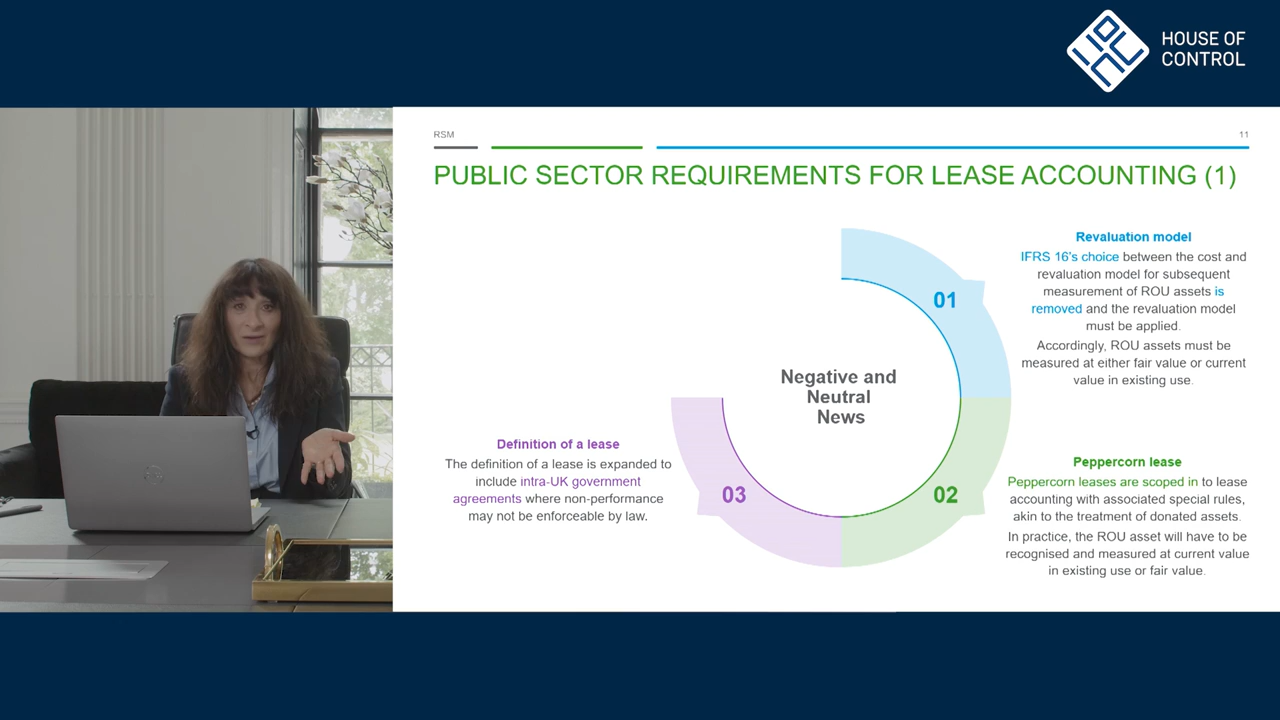 HOUSE OF
CONTROL
RSM
11
PUBLIC SECTOR REQUIREMENTS FOR LEASE ACCOUNTING (1)
Revaluation model
IFRS 16's choice between the cost and
revaluation model for subsequent
measurement of ROU assets is
removed and the revaluation model
must be applied.
Accordingly, ROU assets must be
measured at either fair value or current
value in existing use.
01
Negative and
Neutral
News
Peppercorn lease
Peppercorn leases are scoped in to lease
accounting with associated special rules,
akin to the treatment of donated assets.
In practice, the ROU asset will have to be
recognised and measured at current value
in existing use or fair value.
02
Definition of a lease
The definition of a lease is expanded to
include intra-UK government
agreements where non-performance
may not be enforceable by law.
03